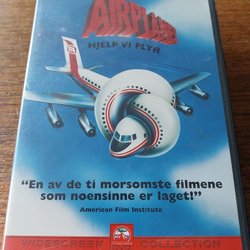 AIRPLANE
HJELP VI FLYR
“En av de ti morsomste filmene
som noensinne er laget!”
American Film Institute
WIDESCREEN COLLECTION